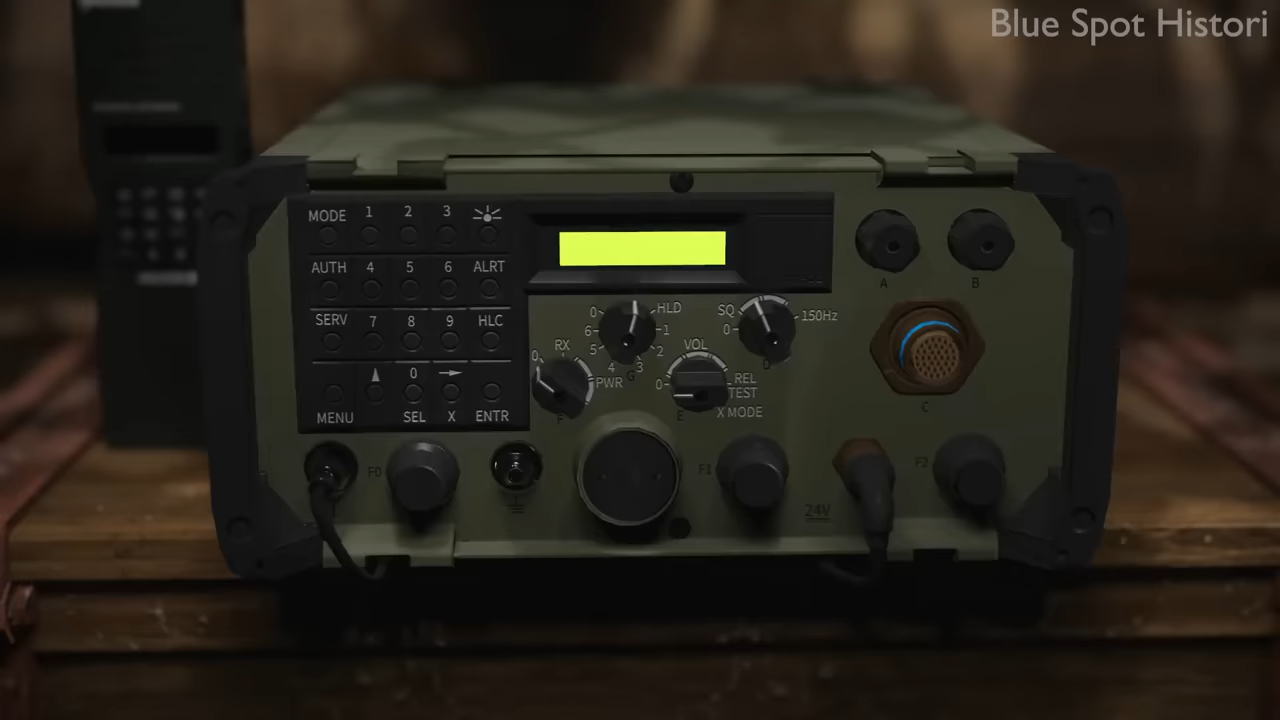 Blue Spot Histori
MODE 1 2 3
AUTH 4 5 6 ALRT
SERV 7 8 9 HLC
0
MENU SEL X ENTR
0 HLD
6 1
5 2
4 3
G
SQ 150Hz
0
D
RX
0
PWR
F
VOL
0 REL
TEST
X MODE
E
A B
C
F0 F1 F2
24V